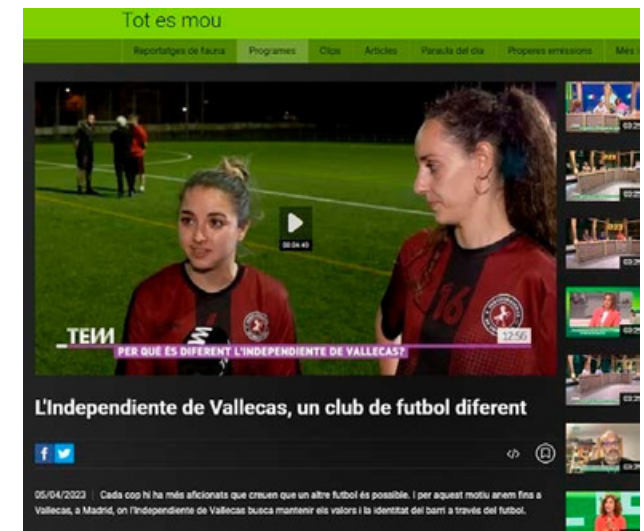 Tot es mou
Reportatges de fauna Programes Clips Articles Paraula del dia Properes emissions Més
00:04:40
16
_TEM
12:56
PER QUÈ ÉS DIFERENT L'INDEPENDIENTE DE VALLECAS?
L'Independiente de Vallecas, un club de futbol diferent
05/04/2023 | Cada cop hi ha més aficionats que creuen que un altre futbol és possible. I per aquest motiu anem fins a
Vallecas, a Madrid, on l'Independiente de Vallecas busca mantenir els valors i la identitat del barri a través del futbol.